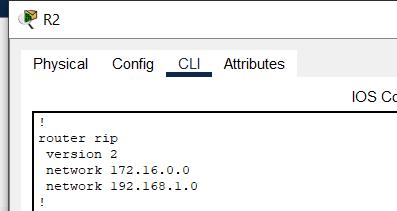 R2
Physical Config CLI Attributes
IOS Co
!
router rip
 version 2
 network 172.16.0.0
 network 192.168.1.0
!